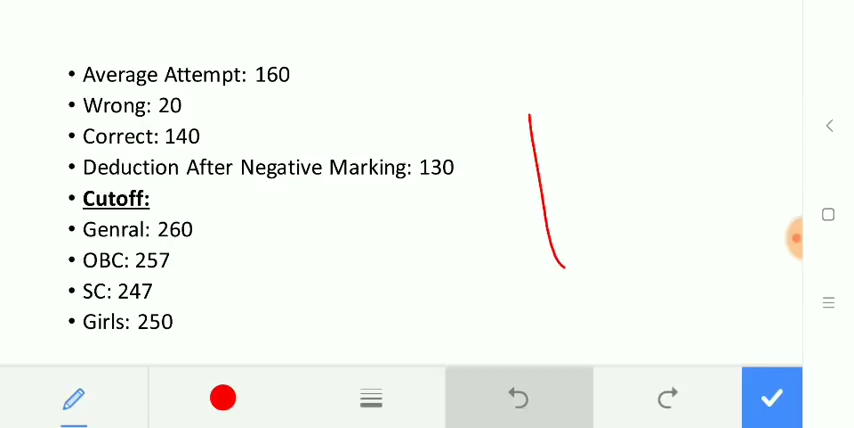 • Average Attempt: 160
• Wrong: 20
• Correct: 140
• Deduction After Negative Marking: 130
• Cutoff:
• Genral: 260
• OBC: 257
• SC: 247
• Girls: 250